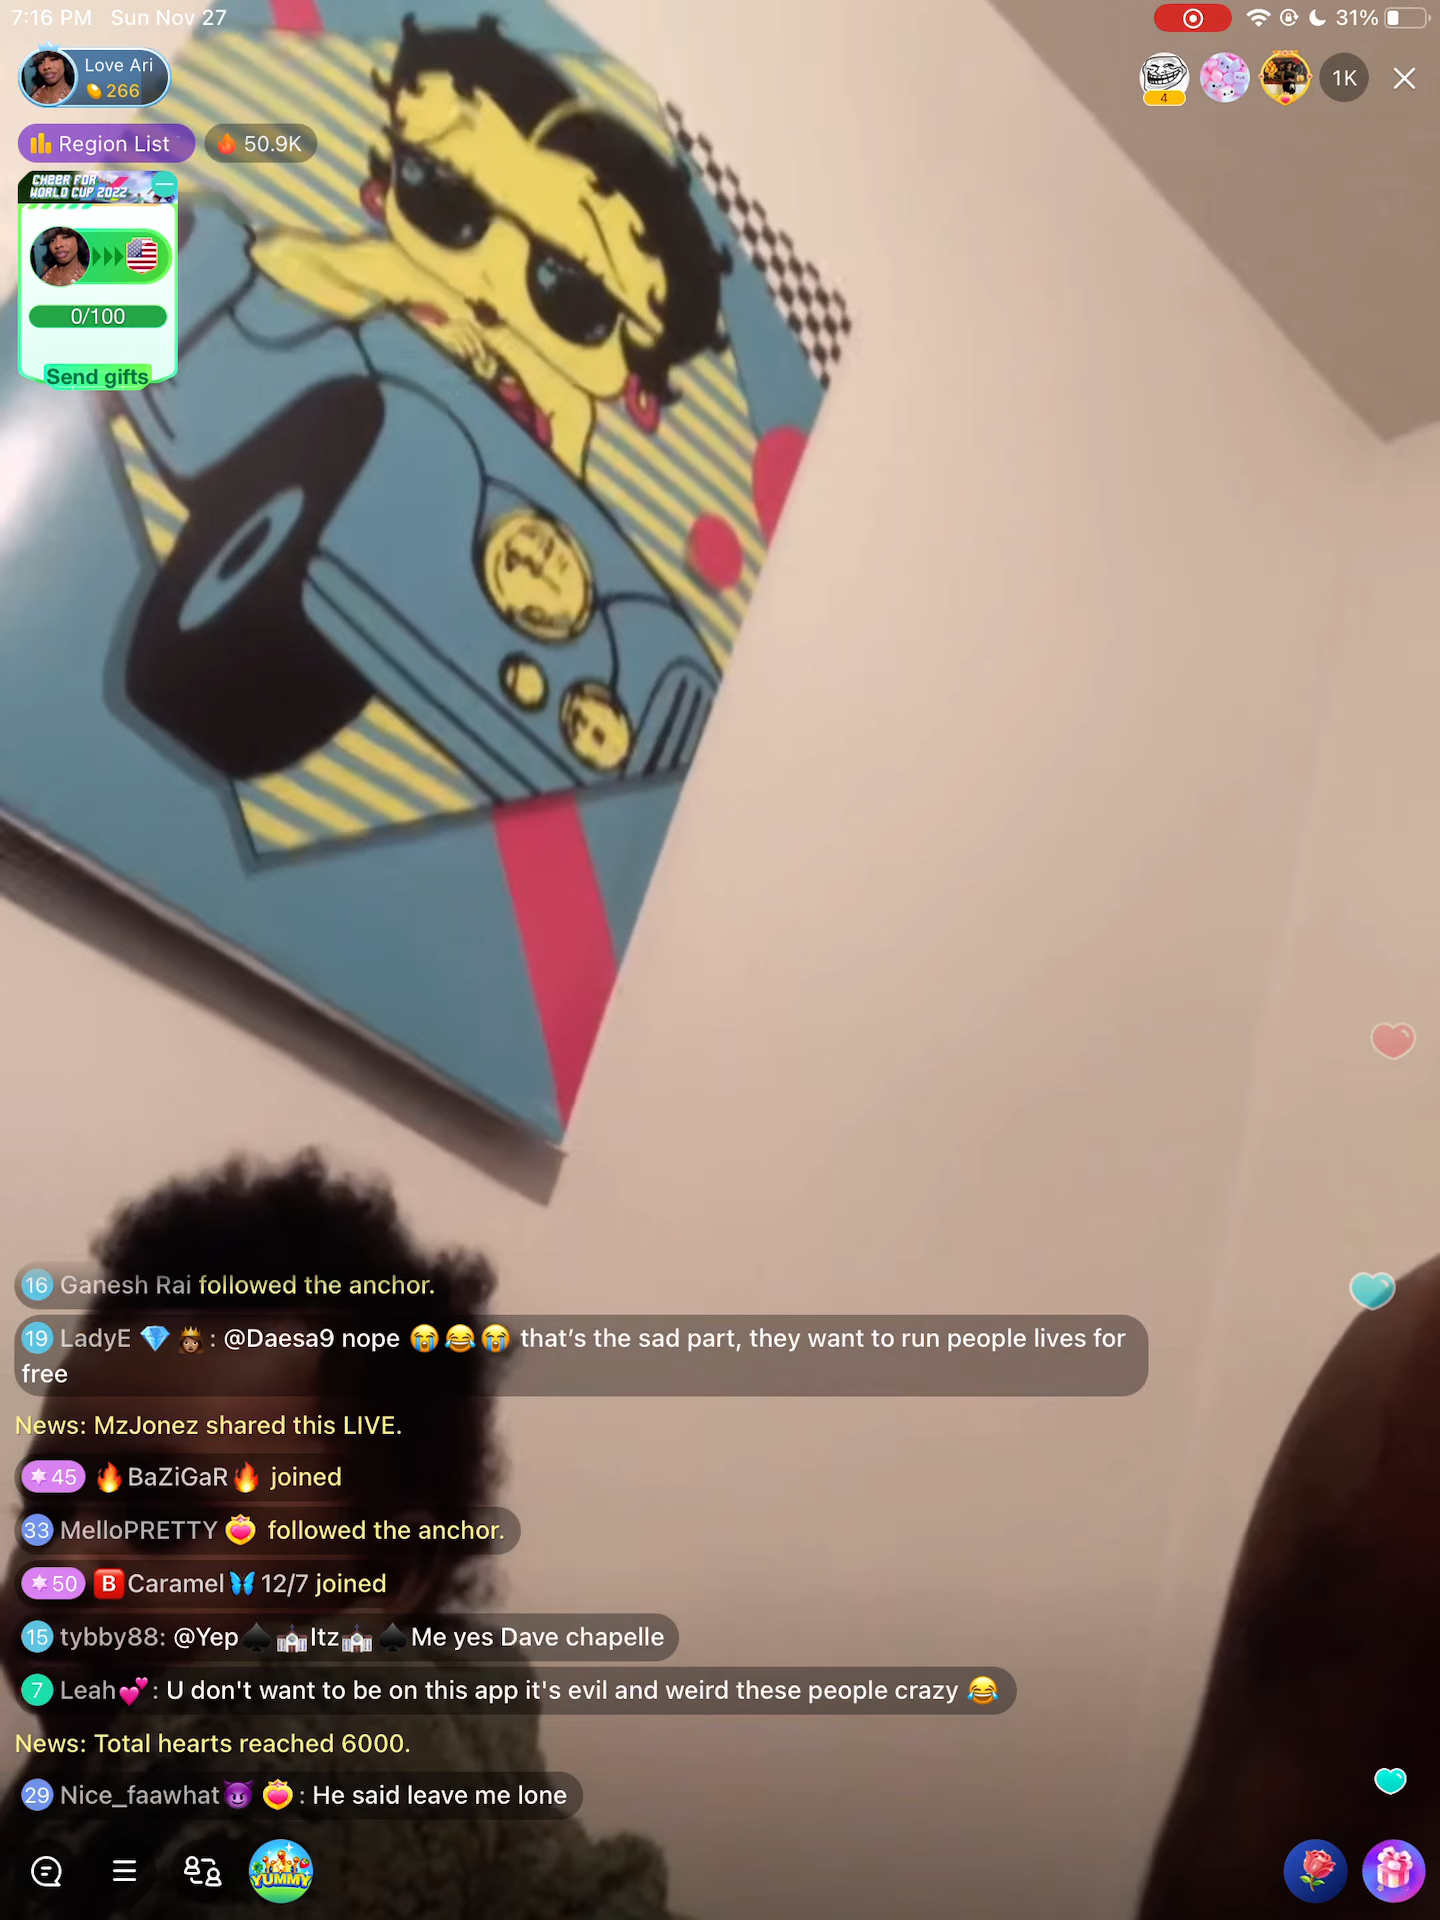 7:16 PM Sun Nov 27
31%
Love Ari
266
4
1K
Region List
50.9K
CHEER FOR
WORLD CUP 2022
0/100
Send gifts
16 Ganesh Rai followed the anchor.
19 LadyE 💎 👸🏽 : @Daesa9 nope 😭😂😭 that's the sad part, they want to run people lives for
free
News: MzJonez shared this LIVE.
45 🔥BaZiGaR🔥 joined
33 MelloPRETTY followed the anchor.
50 🅱Caramel🦋12/7 joined
15 tybby88: @Yep♠️💒Itz💒♠️Me yes Dave chapelle
7 Leah💕: U don't want to be on this app it's evil and weird these people crazy 😂
News: Total hearts reached 6000.
29 Nice_faawhat😈 : He said leave me lone
YUMMY